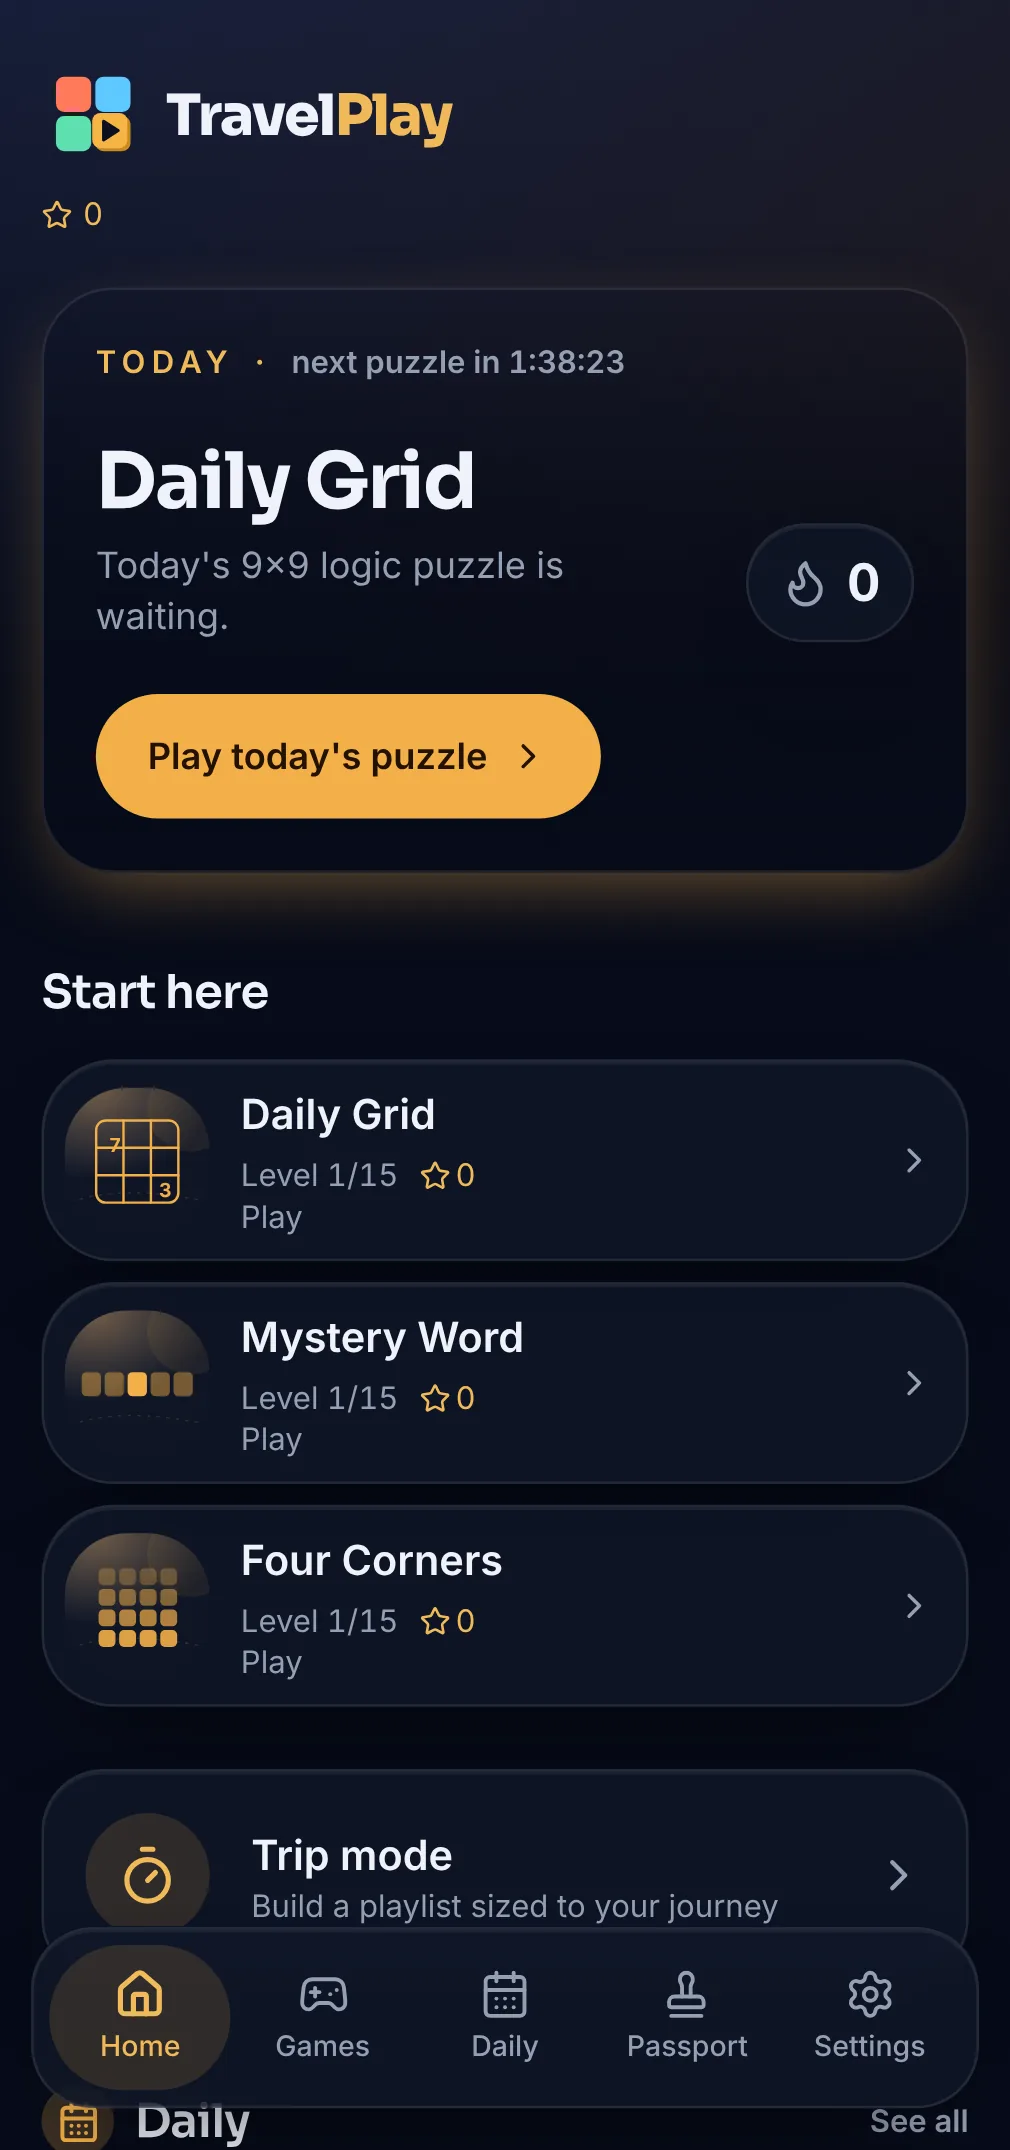 TravelPlay
0
TODAY · next puzzle in 1:38:23
Daily Grid
Today's 9×9 logic puzzle is
waiting.
0
Play today's puzzle
Start here
7
3
Daily Grid
Level 1/15 0
Play
Mystery Word
Level 1/15 0
Play
Four Corners
Level 1/15 0
Play
Trip mode
Build a playlist sized to your journey
Home
Games
Daily
Passport
Settings
Daily
See all